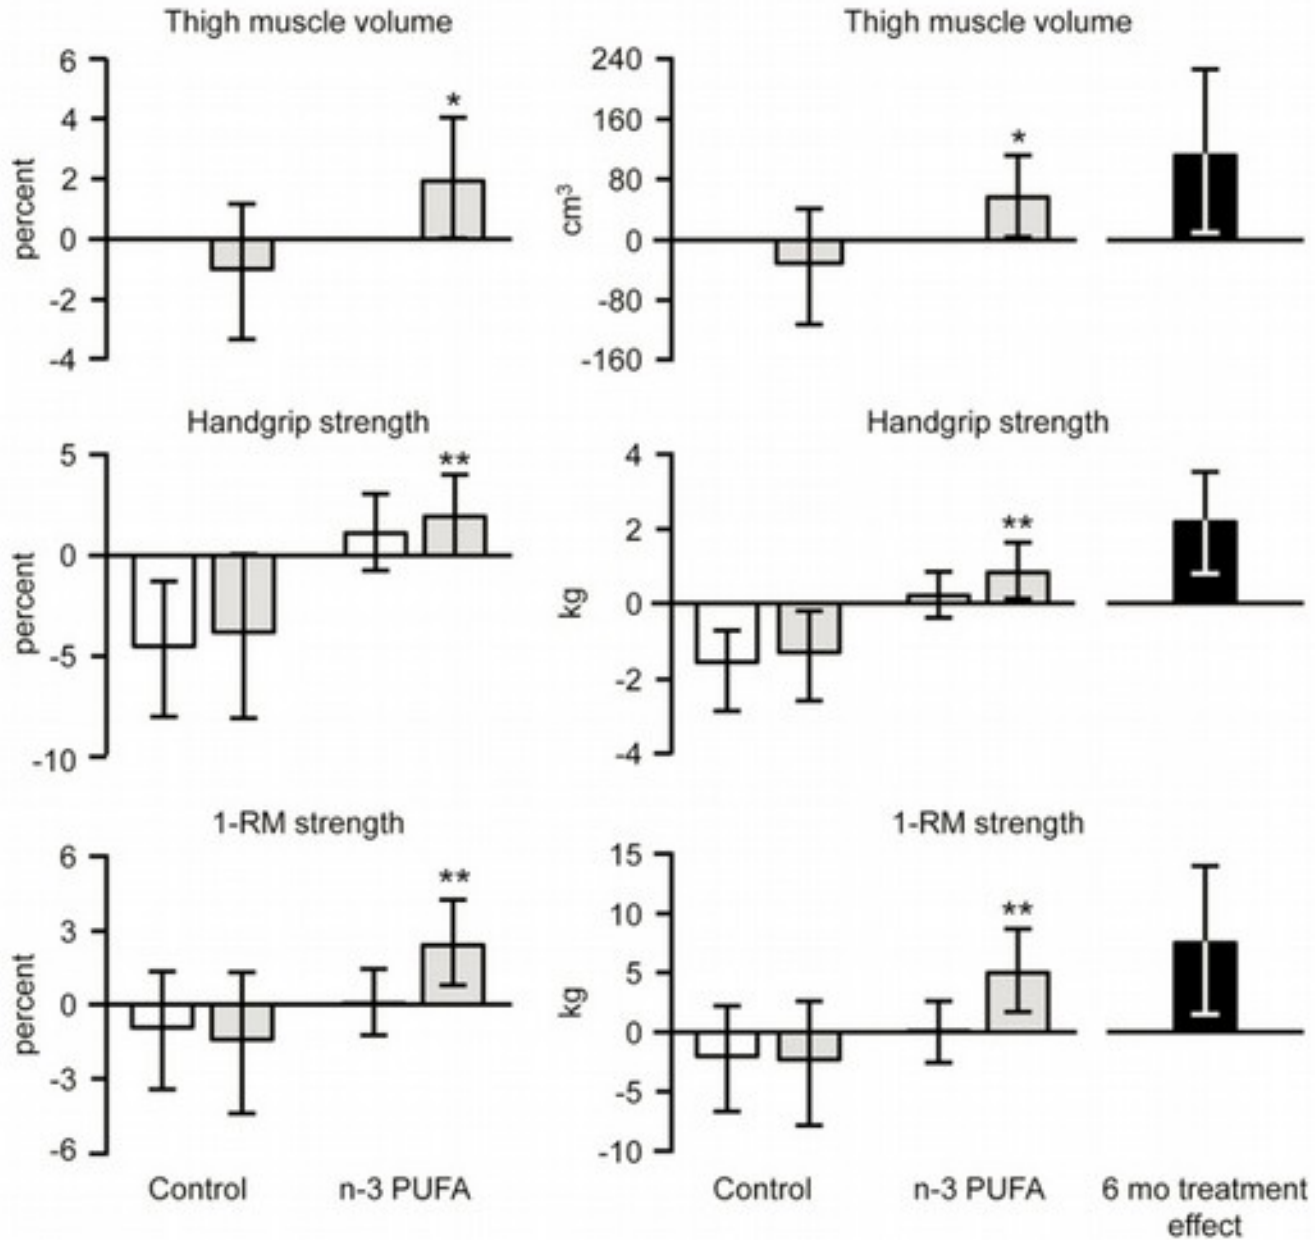 Thigh muscle volume
6
4
2
0
-2
-4
percent
*
Thigh muscle volume
240
160
80
0
-80
-160
cm³
*
Handgrip strength
5
0
-5
-10
percent
**
Handgrip strength
4
2
0
-2
-4
kg
**
1-RM strength
6
3
0
-3
-6
percent
**
Control
n-3 PUFA
1-RM strength
15
10
5
0
-5
-10
kg
**
Control
n-3 PUFA
6 mo treatment
effect